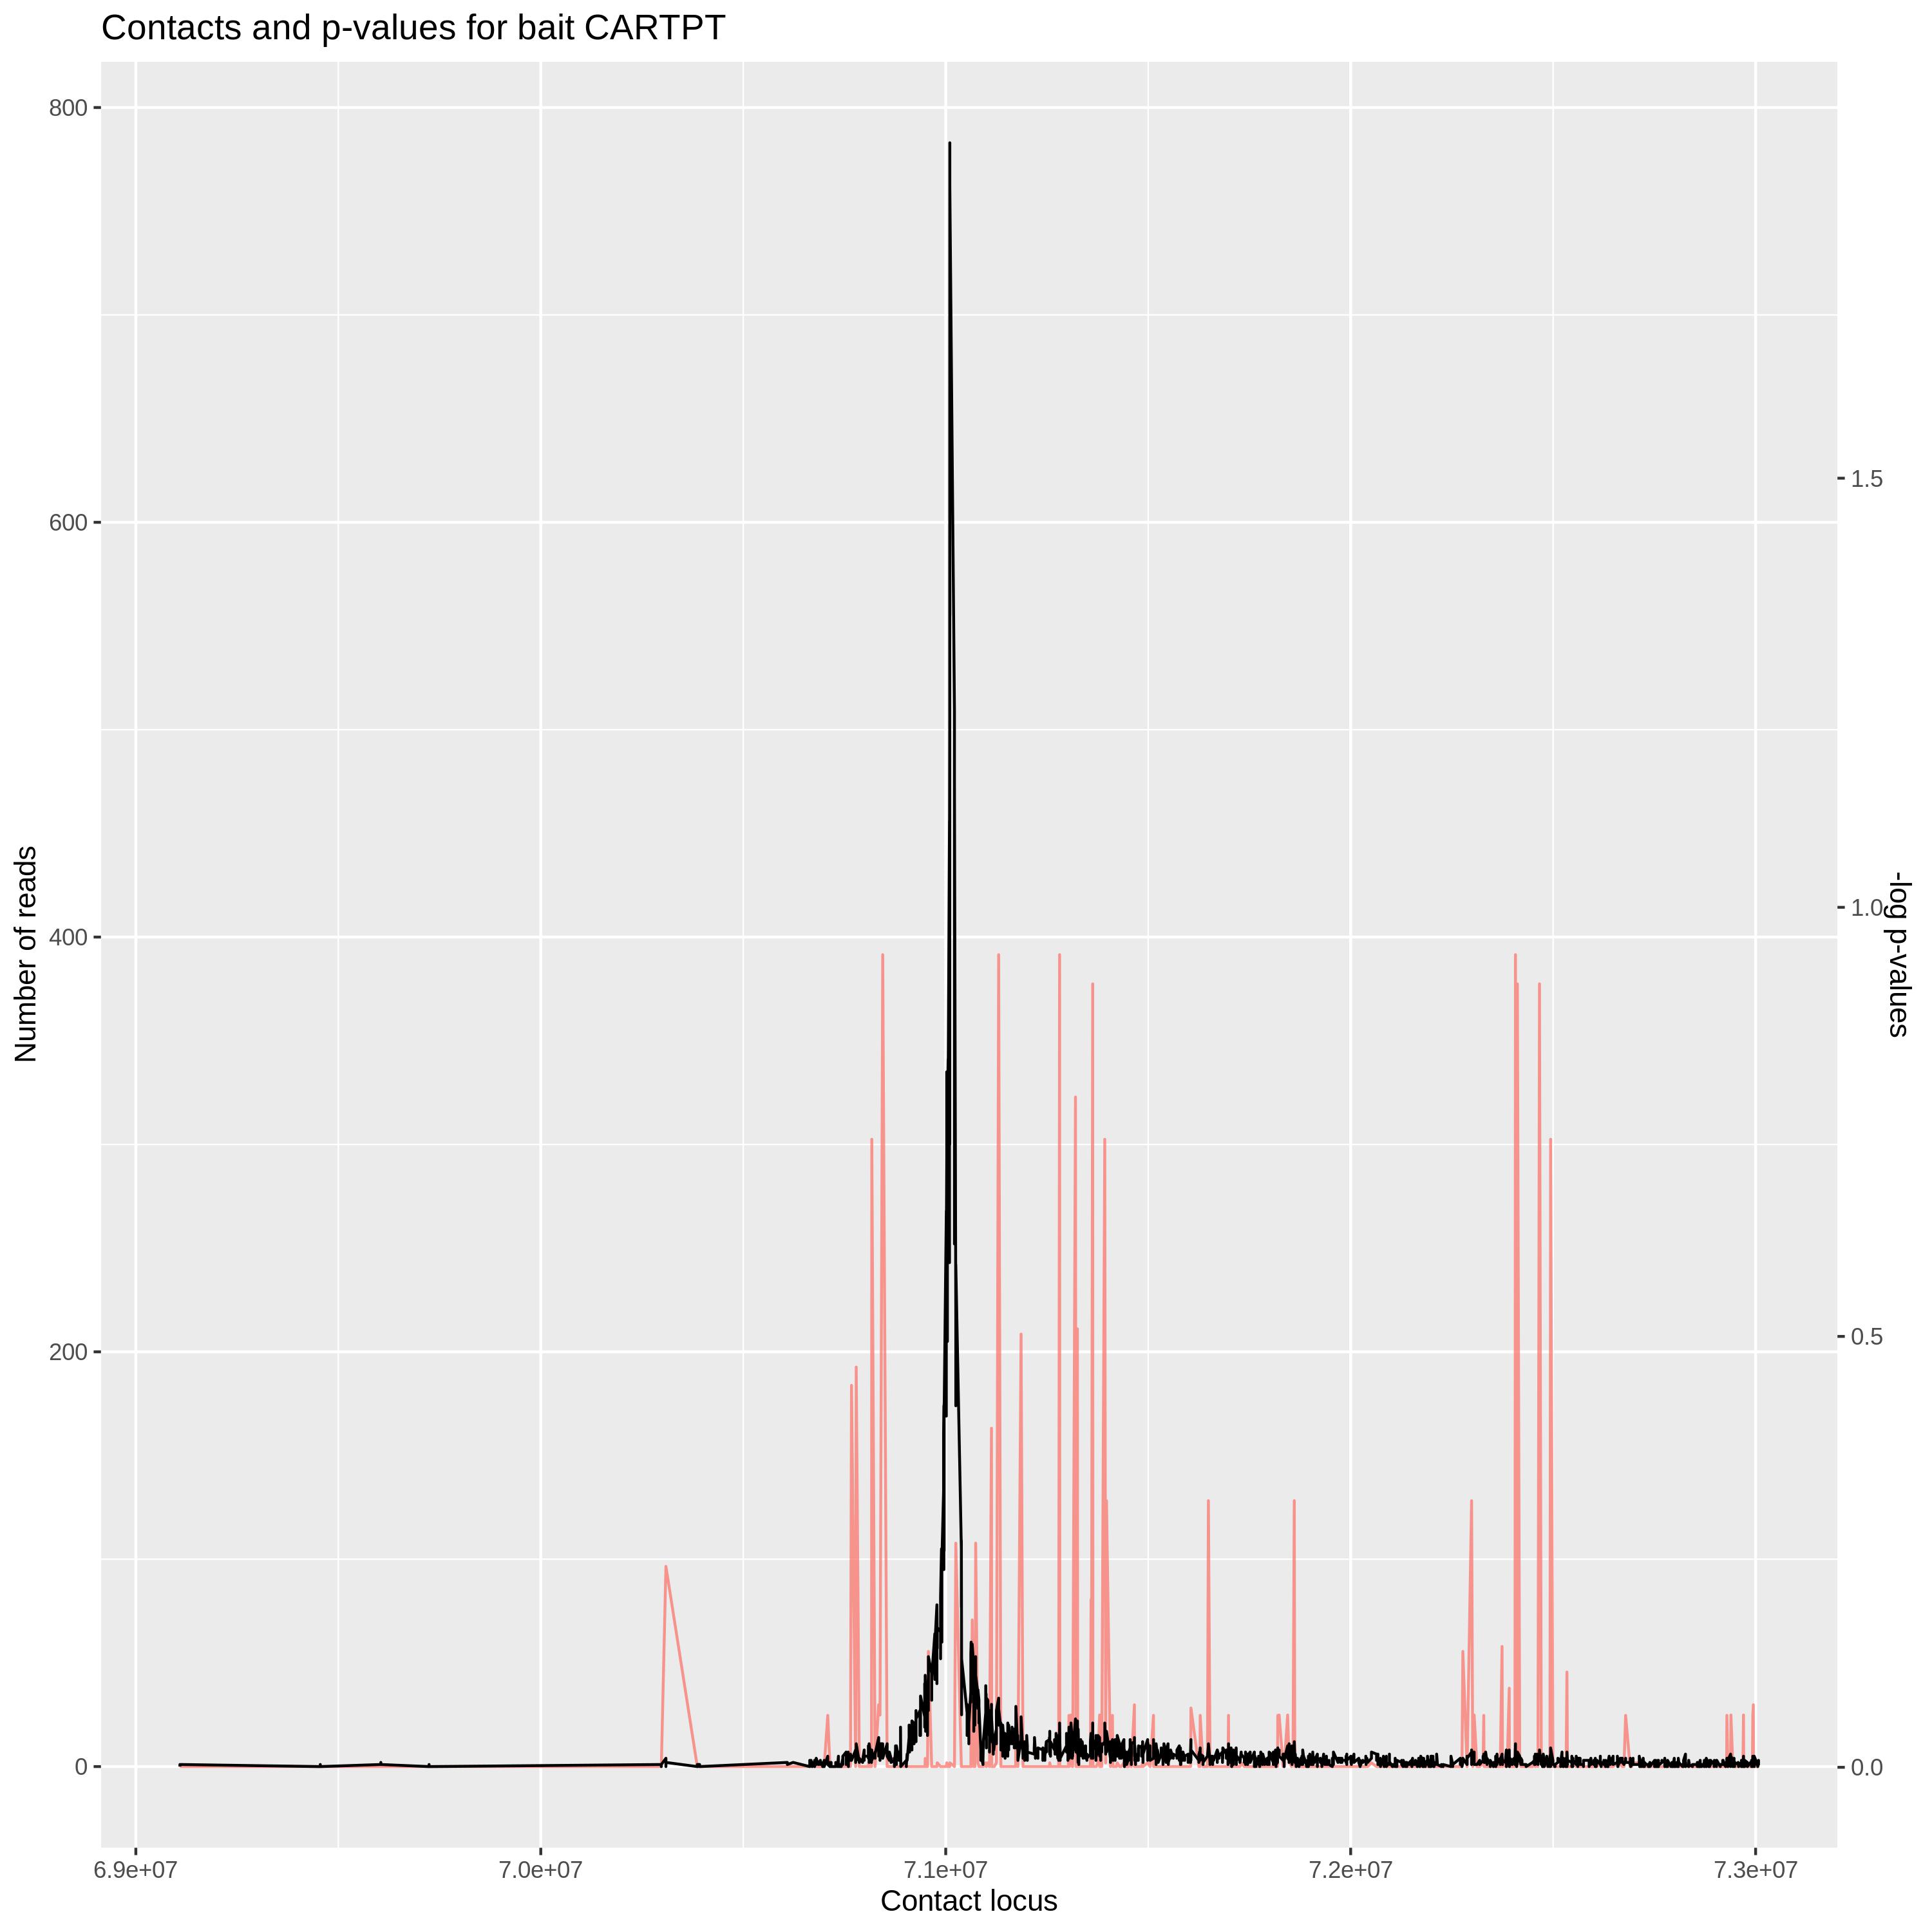 Contacts and p-values for bait CARTPT
800
600
400
200
0
Number of reads
1.5
1.0
0.5
0.0
-log p-values
6.9e+07
7.0e+07
7.1e+07
7.2e+07
7.3e+07
Contact locus